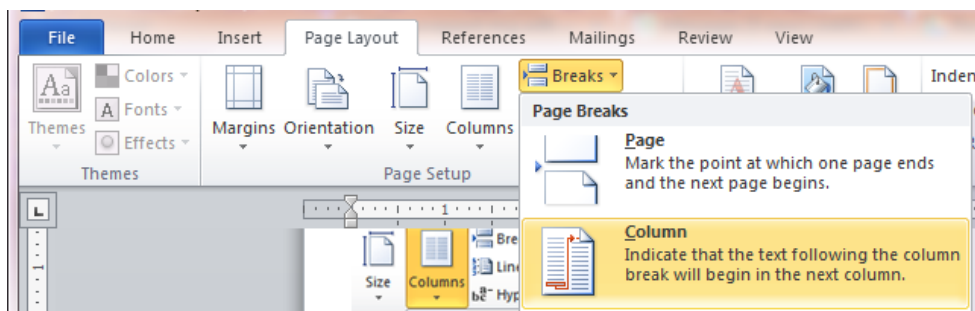 File Home Insert Page Layout References Mailings Review View
Colors
Fonts
Effects
Themes
Themes
Margins Orientation Size Columns
Page Setup
Breaks
Page Breaks
Page
Mark the point at which one page ends
and the next page begins.
Column
Indicate that the text following the column
break will begin in the next column.
Aa
A
A
L
1
Size Columns